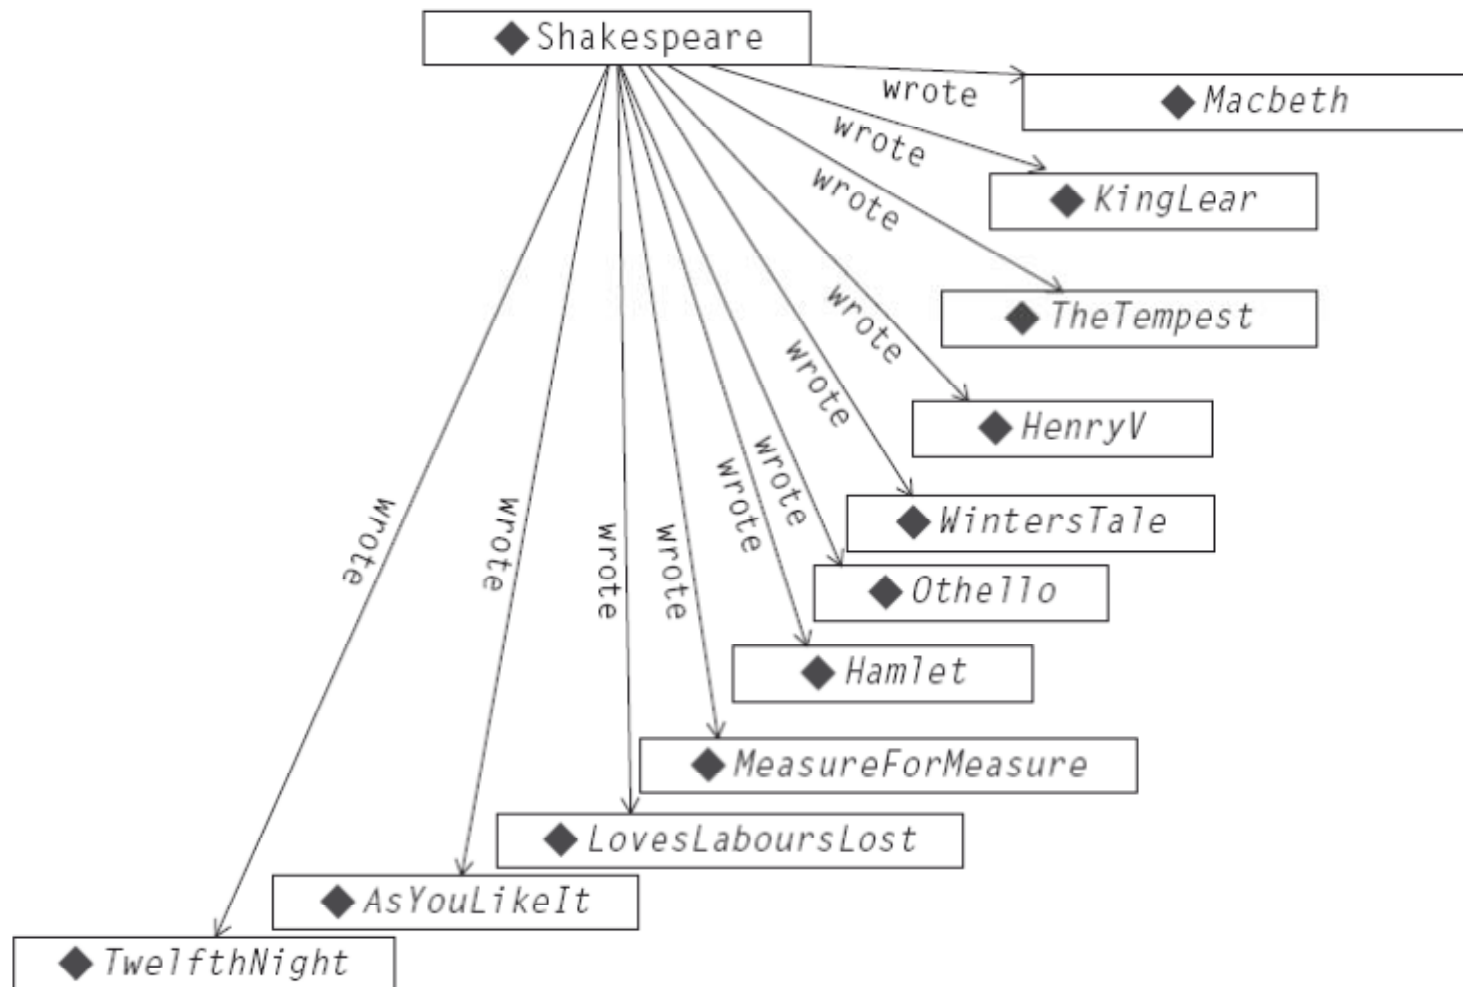 Shakespeare
wrote
Macbeth
wrote
KingLear
wrote
TheTempest
wrote
HenryV
wrote
WintersTale
wrote
Othello
wrote
Hamlet
wrote
MeasureForMeasure
wrote
LovesLaboursLost
wrote
AsYouLikeIt
wrote
TwelfthNight